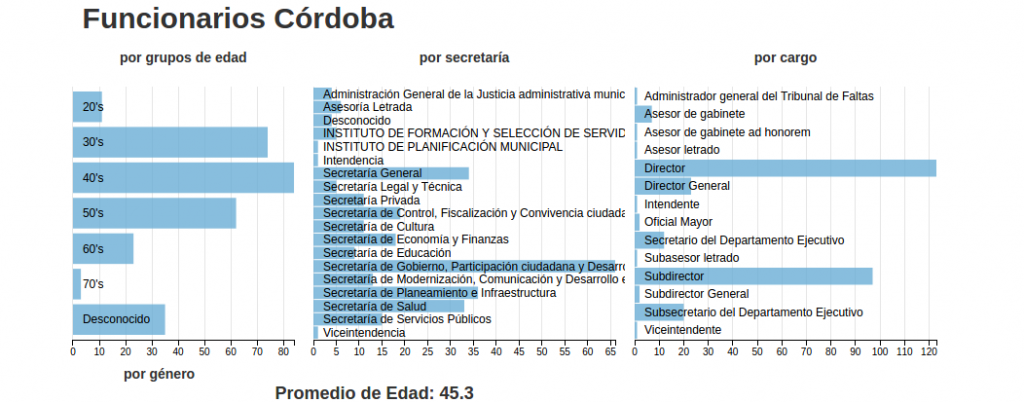 Funcionarios Córdoba
por grupos de edad
20's
30's
40's
50's
60's
70's
Desconocido
0 10 20 30 40 50 60 70 80
por secretaría
Administración General de la Justicia administrativa munic
Asesoría Letrada
Desconocido
INSTITUTO DE FORMACIÓN Y SELECCIÓN DE SERVID
INSTITUTO DE PLANIFICACIÓN MUNICIPAL
Intendencia
Secretaría General
Secretaría Legal y Técnica
Secretaría Privada
Secretaría de Control, Fiscalización y Convivencia ciudada
Secretaría de Cultura
Secretaría de Economía y Finanzas
Secretaría de Educación
Secretaría de Gobierno, Participación ciudadana y Desarro
Secretaría de Modernización, Comunicación y Desarrollo e
Secretaría de Planeamiento e Infraestructura
Secretaría de Salud
Secretaría de Servicios Públicos
Viceintendencia
0 5 10 15 20 25 30 35 40 45 50 55 60 65
por cargo
Administrador general del Tribunal de Faltas
Asesor de gabinete
Asesor de gabinete ad honorem
Asesor letrado
Director
Director General
Intendente
Oficial Mayor
Secretario del Departamento Ejecutivo
Subasesor letrado
Subdirector
Subdirector General
Subsecretario del Departamento Ejecutivo
Viceintendente
0 10 20 30 40 50 60 70 80 90 100 110 120
por género
Promedio de Edad: 45.3